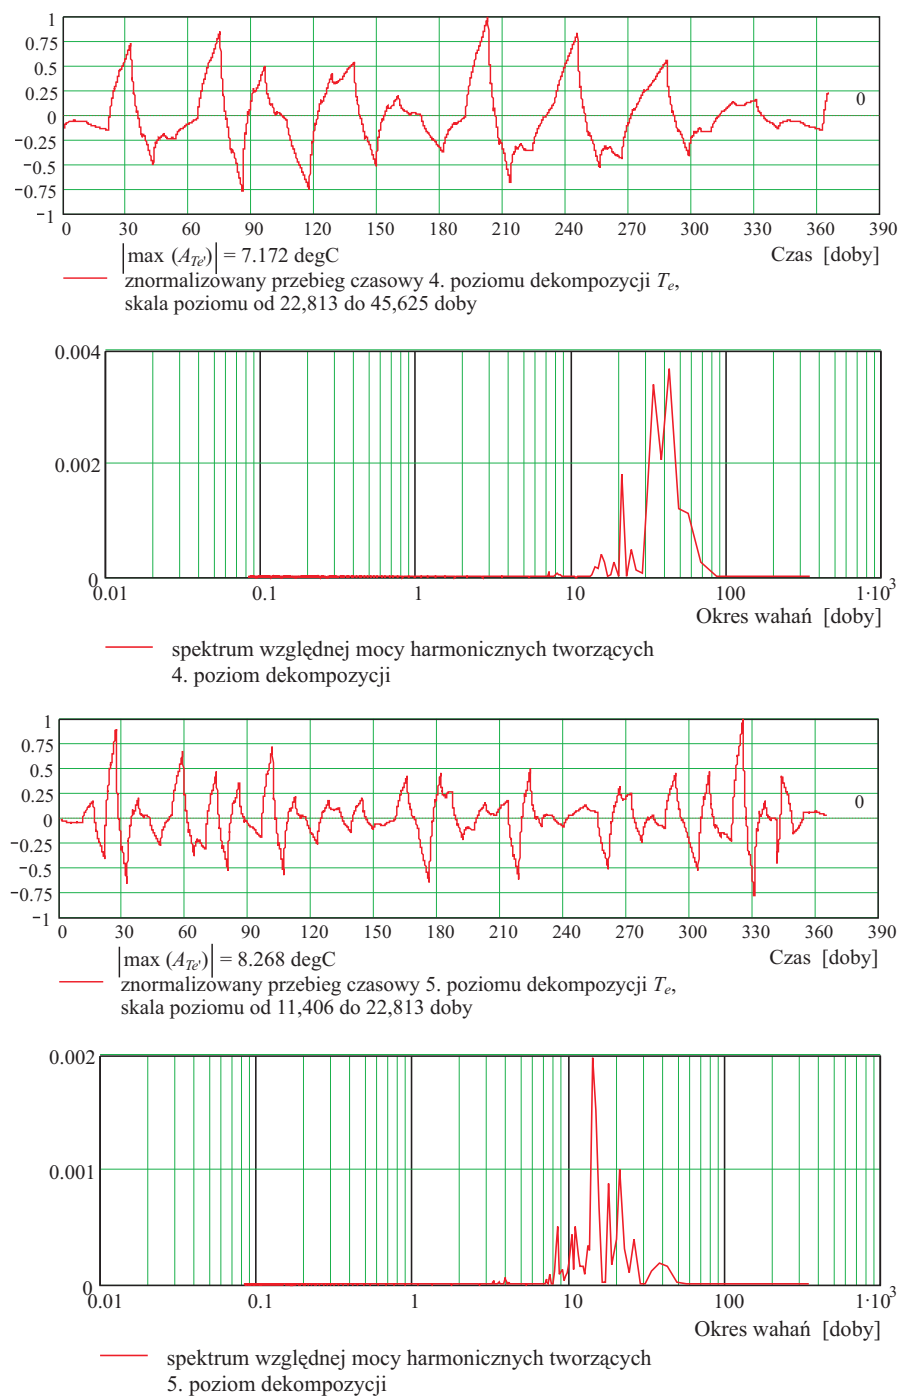 1
0.75
0.5
0.25
0
−0.25
−0.5
−0.75
−1
0
0 30 60 90 120 150 180 210 240 270 300 330 360 390
|max (A_Te')| = 7.172 degC
Czas [doby]
znormalizowany przebieg czasowy 4. poziomu dekompozycji T_e,
skala poziomu od 22,813 do 45,625 doby
0.004
0.002
0
0.01 0.1 1 10 100 1·10³
Okres wahań [doby]
spektrum względnej mocy harmonicznych tworzących
4. poziom dekompozycji
1
0.75
0.5
0.25
0
−0.25
−0.5
−0.75
−1
0
0 30 60 90 120 150 180 210 240 270 300 330 360 390
|max (A_Te')| = 8.268 degC
Czas [doby]
znormalizowany przebieg czasowy 5. poziomu dekompozycji T_e,
skala poziomu od 11,406 do 22,813 doby
0.002
0.001
0
0.01 0.1 1 10 100 1·10³
Okres wahań [doby]
spektrum względnej mocy harmonicznych tworzących
5. poziom dekompozycji